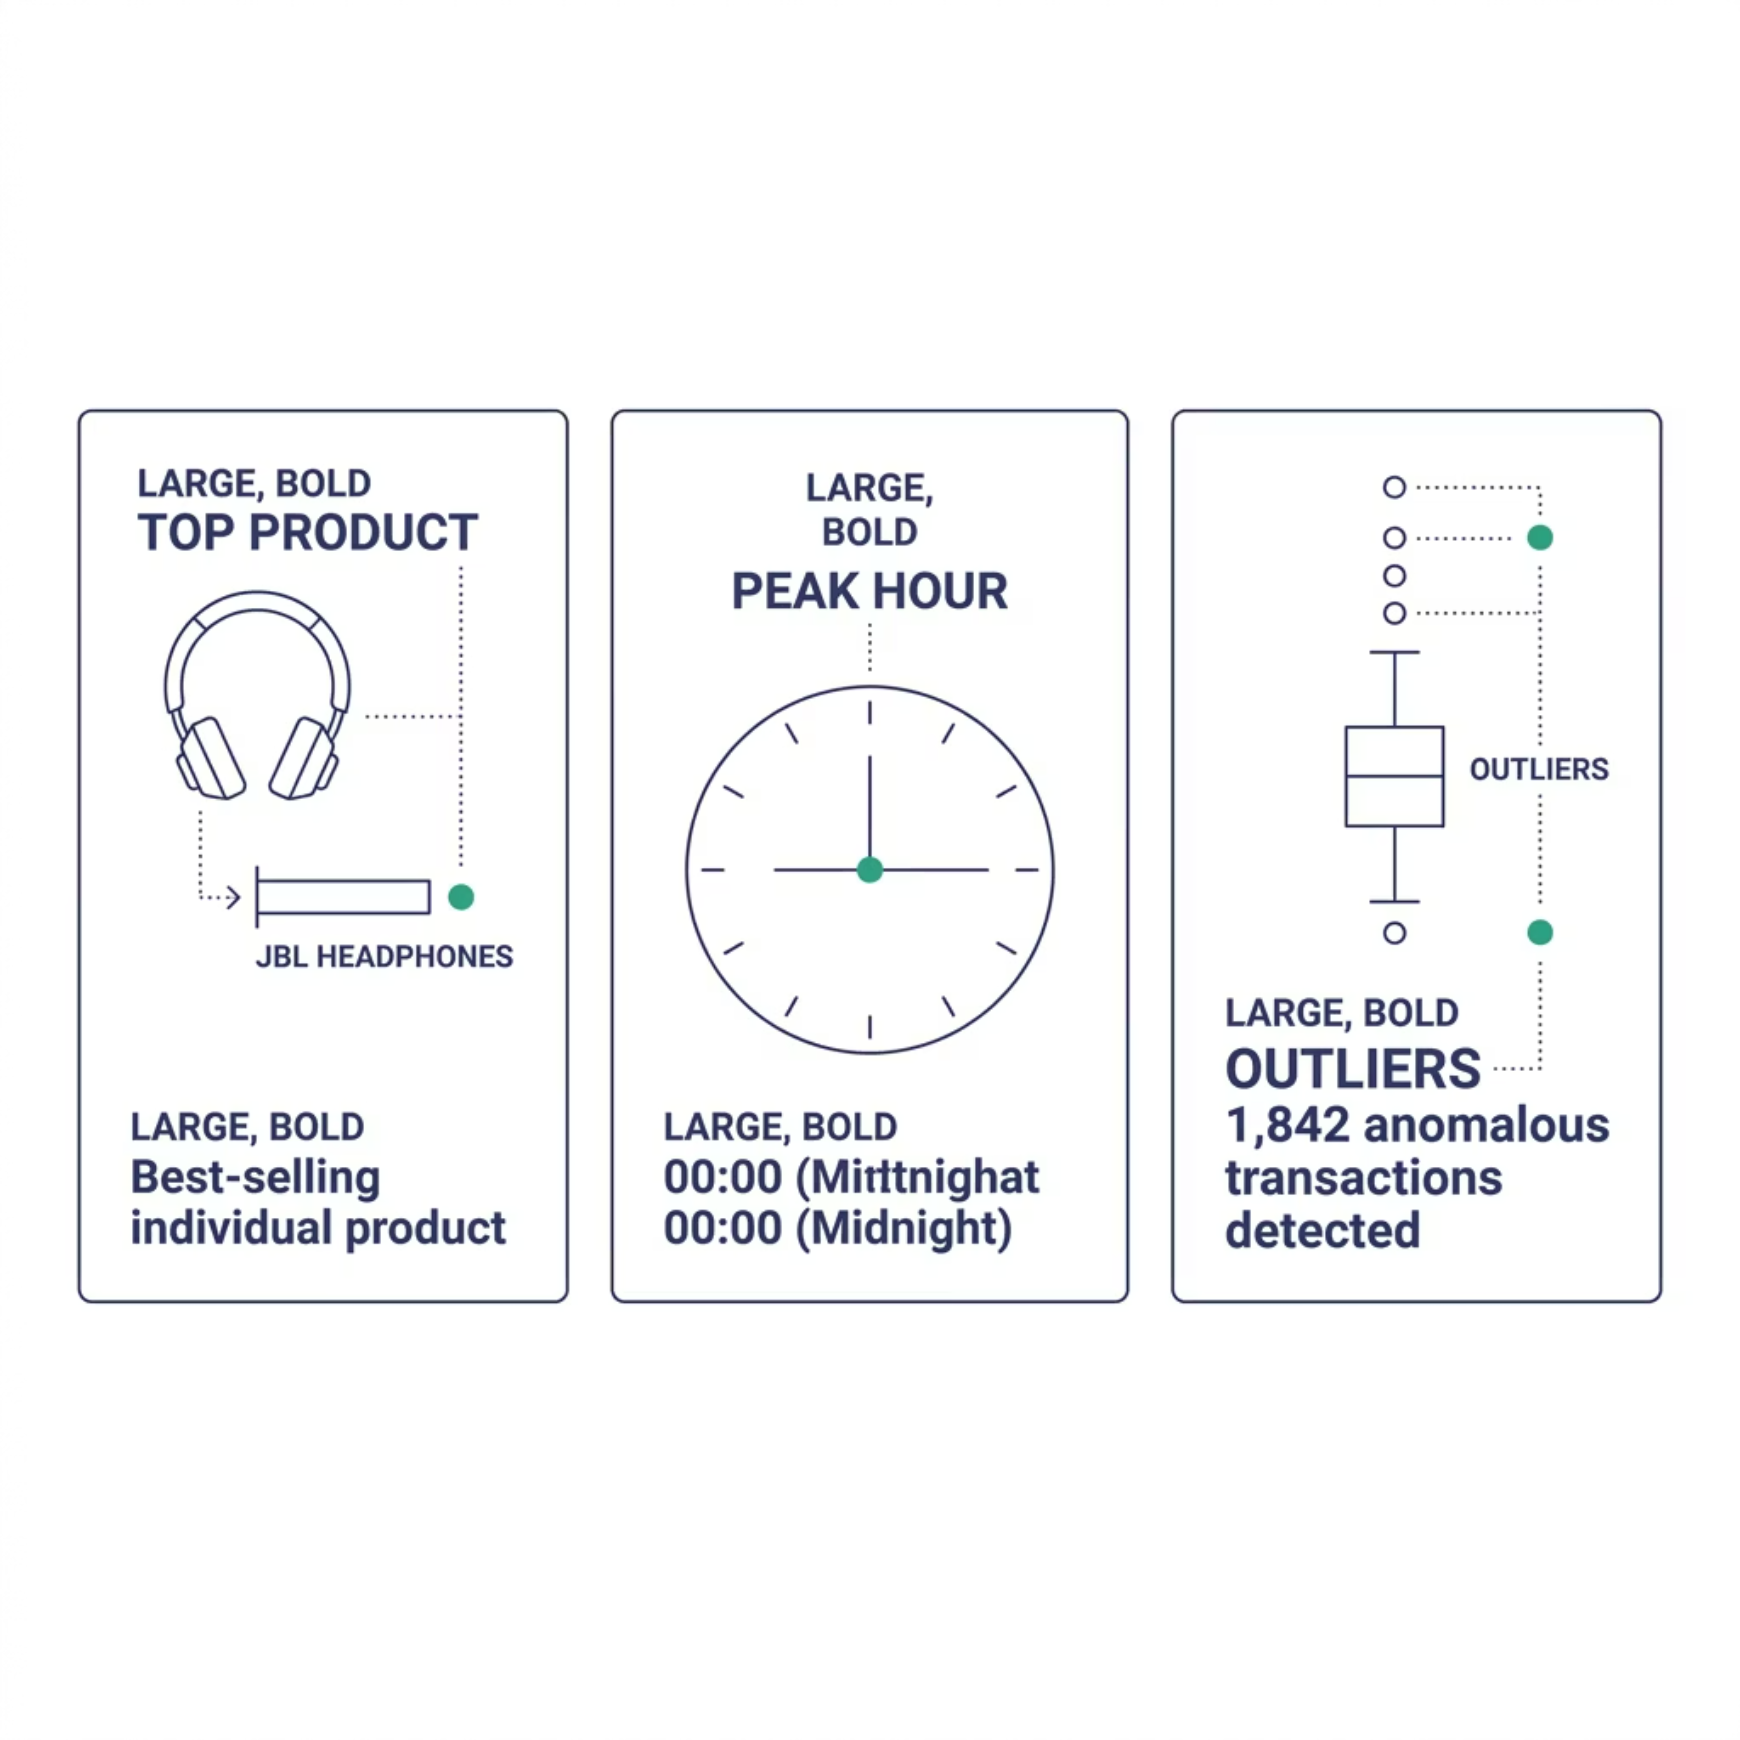 LARGE, BOLD
TOP PRODUCT
JBL HEADPHONES
LARGE, BOLD
Best-selling
individual product
LARGE,
BOLD
PEAK HOUR
LARGE, BOLD
00:00 (Mitttnighat
00:00 (Midnight)
OUTLIERS
LARGE, BOLD
OUTLIERS
1,842 anomalous
transactions
detected